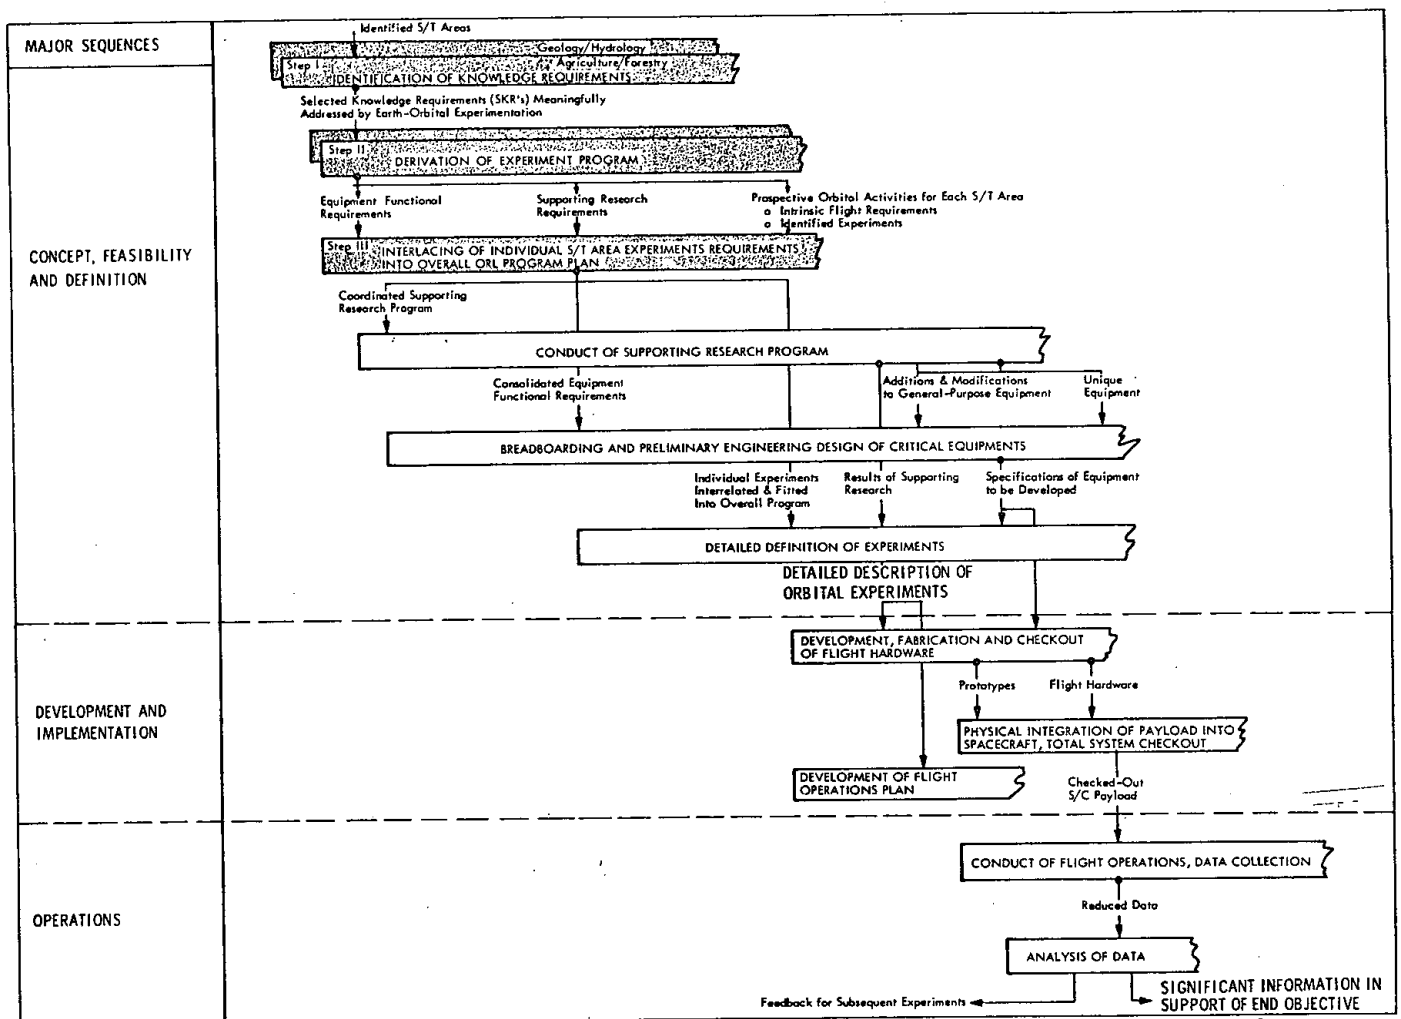 MAJOR SEQUENCES
Identified S/T Areas
Geology/Hydrology
Agriculture/Forestry
Step I
IDENTIFICATION OF KNOWLEDGE REQUIREMENTS
Selected Knowledge Requirements (SKR's) Meaningfully
Addressed by Earth-Orbital Experimentation
Step II
DERIVATION OF EXPERIMENT PROGRAM
Equipment Functional
Requirements
Supporting Research
Requirements
Prospective Orbital Activities for Each S/T Area
o Intrinsic Flight Requirements
o Identified Experiments
CONCEPT, FEASIBILITY
AND DEFINITION
Step III
INTERLACING OF INDIVIDUAL S/T AREA EXPERIMENTS REQUIREMENTS
INTO OVERALL ORL PROGRAM PLAN
Coordinated Supporting
Research Program
CONDUCT OF SUPPORTING RESEARCH PROGRAM
Consolidated Equipment
Functional Requirements
Additions & Modifications
to General-Purpose Equipment
Unique
Equipment
BREADBOARDING AND PRELIMINARY ENGINEERING DESIGN OF CRITICAL EQUIPMENTS
Individual Experiments
Interrelated & Fitted
Into Overall Program
Results of Supporting
Research
Specifications of Equipment
to be Developed
DETAILED DEFINITION OF EXPERIMENTS
DETAILED DESCRIPTION OF
ORBITAL EXPERIMENTS
DEVELOPMENT AND
IMPLEMENTATION
DEVELOPMENT, FABRICATION AND CHECKOUT
OF FLIGHT HARDWARE
Prototypes
Flight Hardware
PHYSICAL INTEGRATION OF PAYLOAD INTO
SPACECRAFT, TOTAL SYSTEM CHECKOUT
DEVELOPMENT OF FLIGHT
OPERATIONS PLAN
Checked-Out
S/C Payload
OPERATIONS
CONDUCT OF FLIGHT OPERATIONS, DATA COLLECTION
Reduced Data
ANALYSIS OF DATA
Feedback for Subsequent Experiments
SIGNIFICANT INFORMATION IN
SUPPORT OF END OBJECTIVE